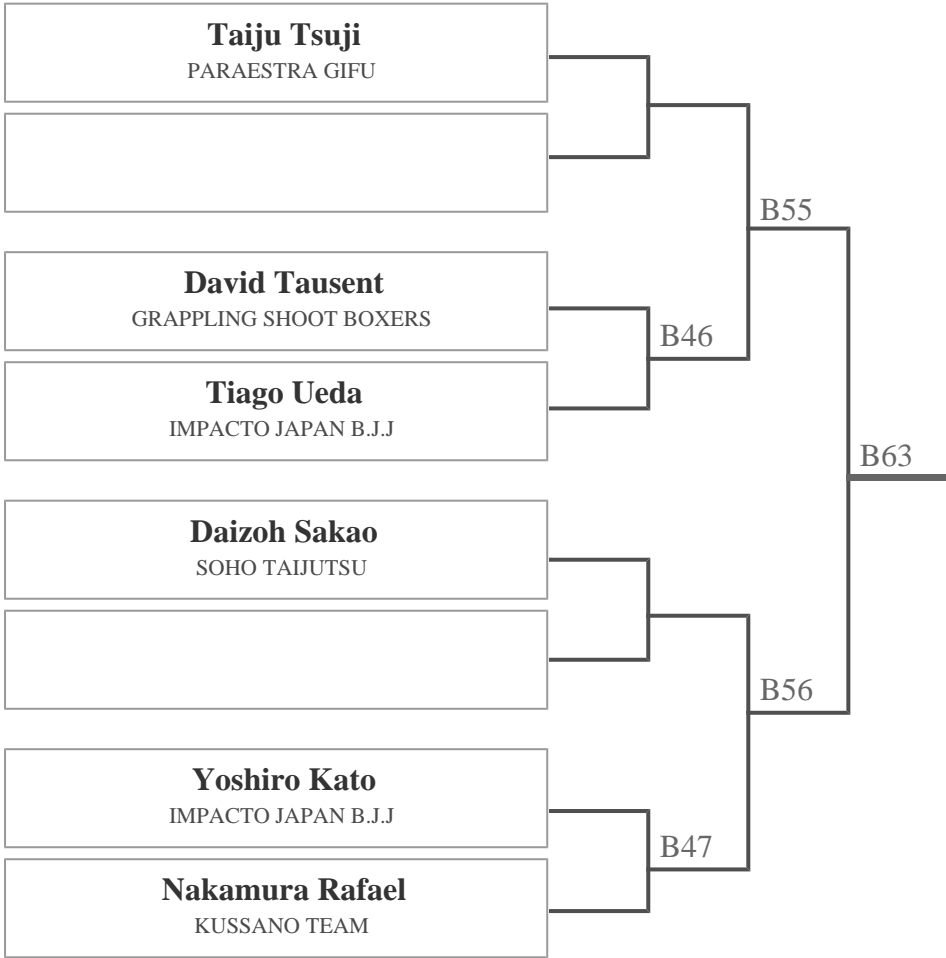 Taiju Tsuji
PARAESTRA GIFU
B55
David Tausent
GRAPPLING SHOOT BOXERS
B46
Tiago Ueda
IMPACTO JAPAN B.J.J
B63
Daizoh Sakao
SOHO TAIJUTSU
B56
Yoshiro Kato
IMPACTO JAPAN B.J.J
B47
Nakamura Rafael
KUSSANO TEAM